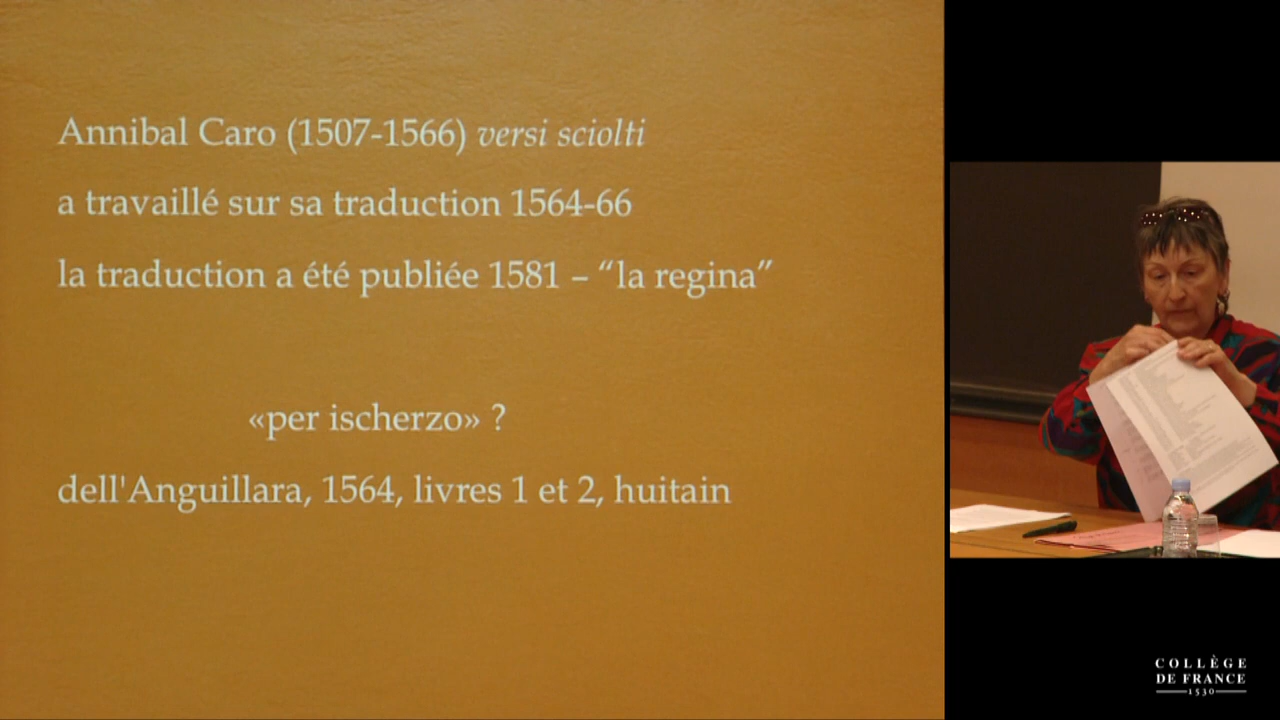 Annibal Caro (1507-1566) versi sciolti
a travaillé sur sa traduction 1564-66
la traduction a été publiée 1581 – “la regina”
«per ischerzo» ?
dell'Anguillara, 1564, livres 1 et 2, huitain
COLLÈGE
DE FRANCE
1530